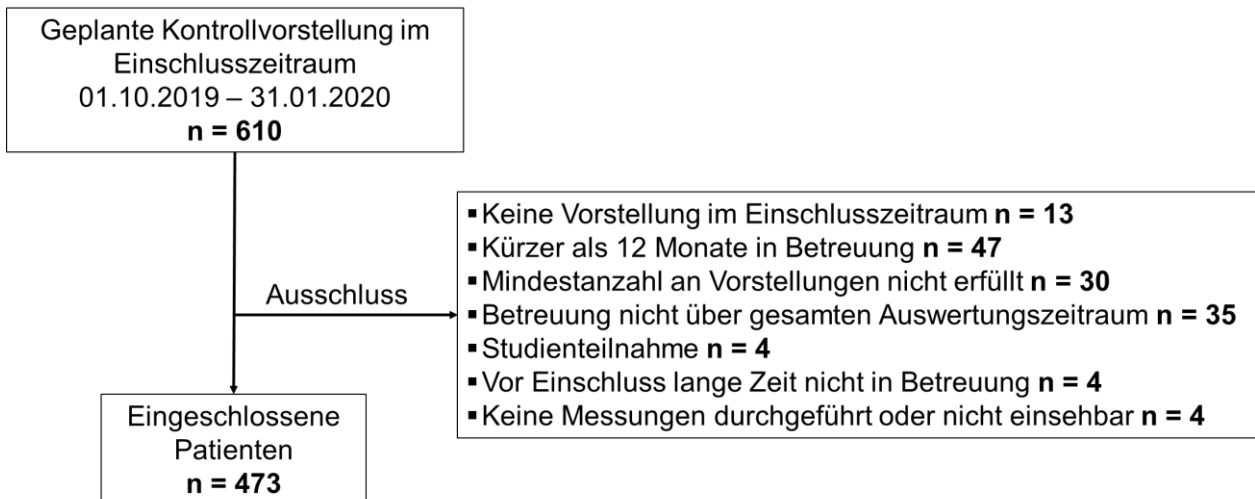 Geplante Kontrollvorstellung im
Einschlusszeitraum
01.10.2019 – 31.01.2020
n = 610
Ausschluss
▪Keine Vorstellung im Einschlusszeitraum n = 13
▪Kürzer als 12 Monate in Betreuung n = 47
▪Mindestanzahl an Vorstellungen nicht erfüllt n = 30
▪Betreuung nicht über gesamten Auswertungszeitraum n = 35
▪Studienteilnahme n = 4
▪Vor Einschluss lange Zeit nicht in Betreuung n = 4
▪Keine Messungen durchgeführt oder nicht einsehbar n = 4
Eingeschlossene
Patienten
n = 473